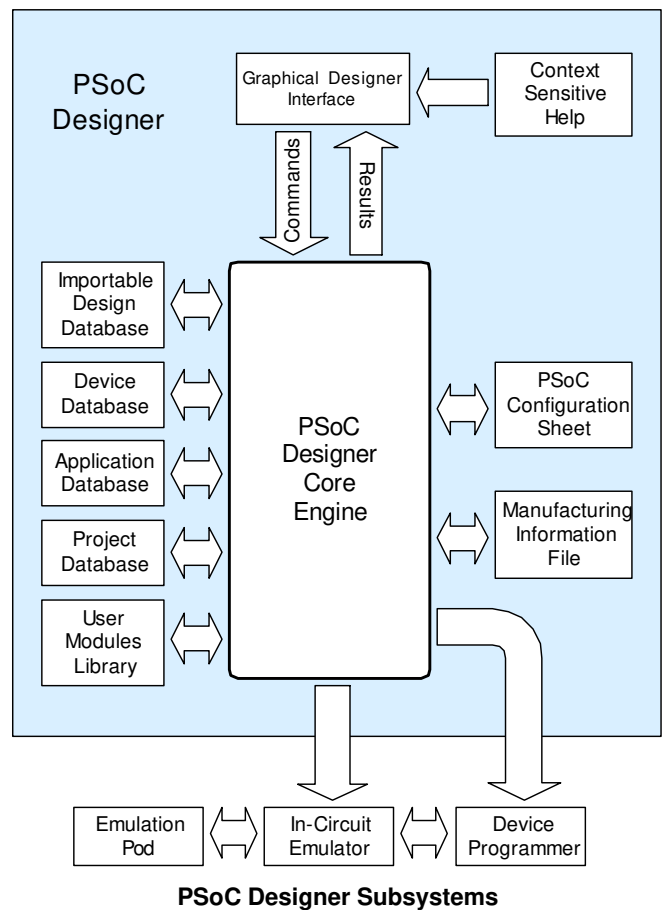 PSoC
Designer
Graphical Designer
Interface
Context
Sensitive
Help
Commands
Results
Importable
Design
Database
Device
Database
Application
Database
Project
Database
User
Modules
Library
PSoC
Designer
Core
Engine
PSoC
Configuration
Sheet
Manufacturing
Information
File
Emulation
Pod
In-Circuit
Emulator
Device
Programmer
PSoC Designer Subsystems